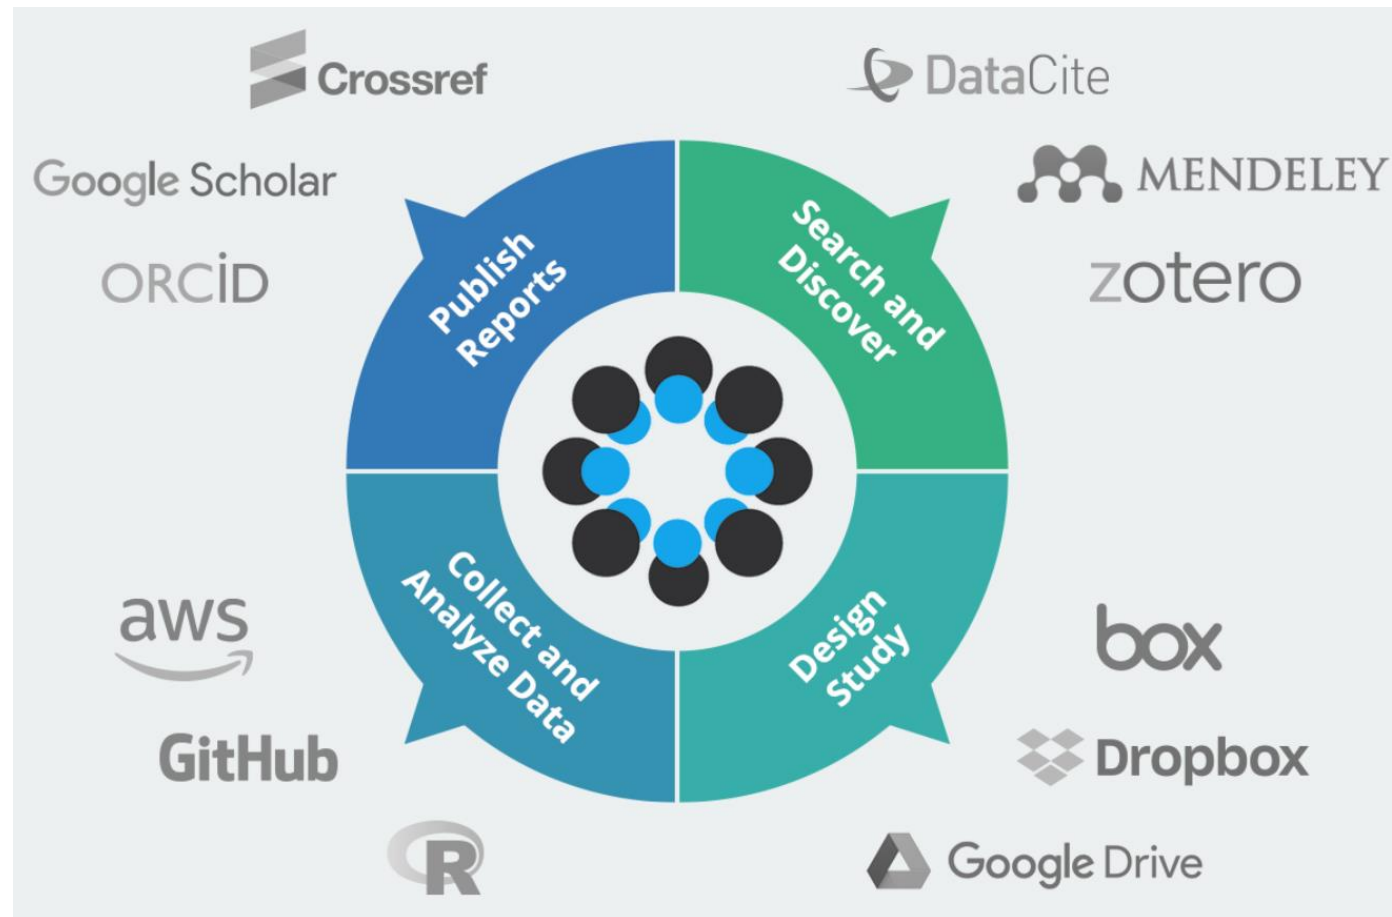 Crossref
DataCite
Google Scholar
MENDELEY
ORCID
zotero
Publish
Reports
Search and
Discover
Collect and
Analyze Data
Design
Study
aws
box
GitHub
Dropbox
R
Google Drive